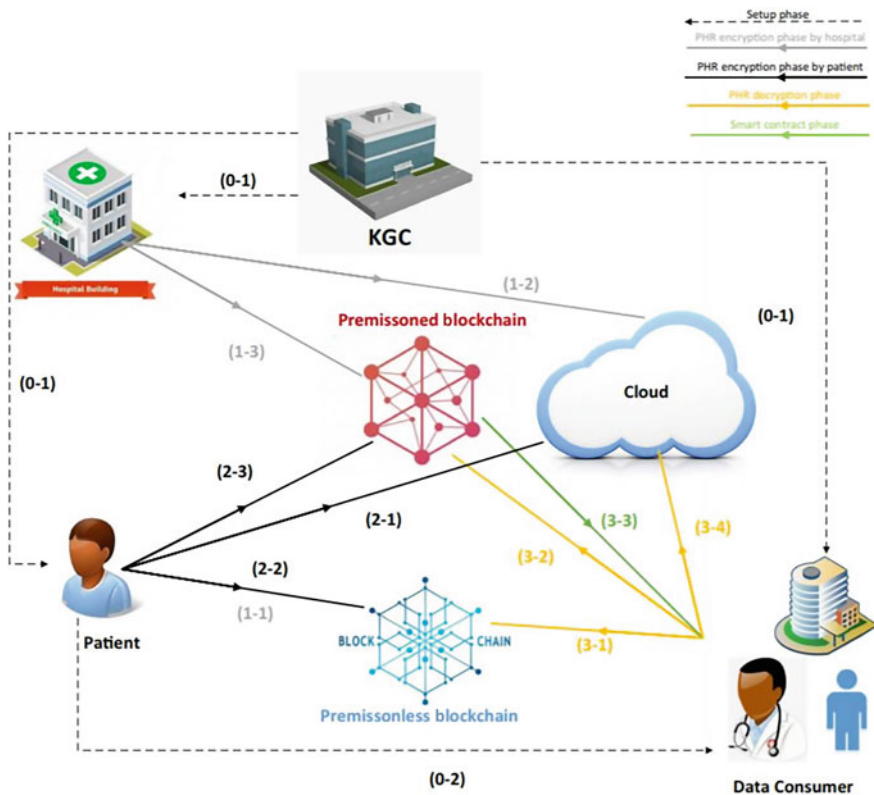 Setup phase
PHR encryption phase by hospital
PHR encryption phase by patient
PHR decryption phase
Smart contract phase
(0-1)
KGC
Hospital Building
(1-2)
(0-1)
Premissoned blockchain
(1-3)
(0-1)
Cloud
(2-3)
(2-1)
(3-3)
(3-4)
(3-2)
(2-2)
(1-1)
Patient
BLOCK CHAIN
(3-1)
Premissonless blockchain
(0-2)
Data Consumer